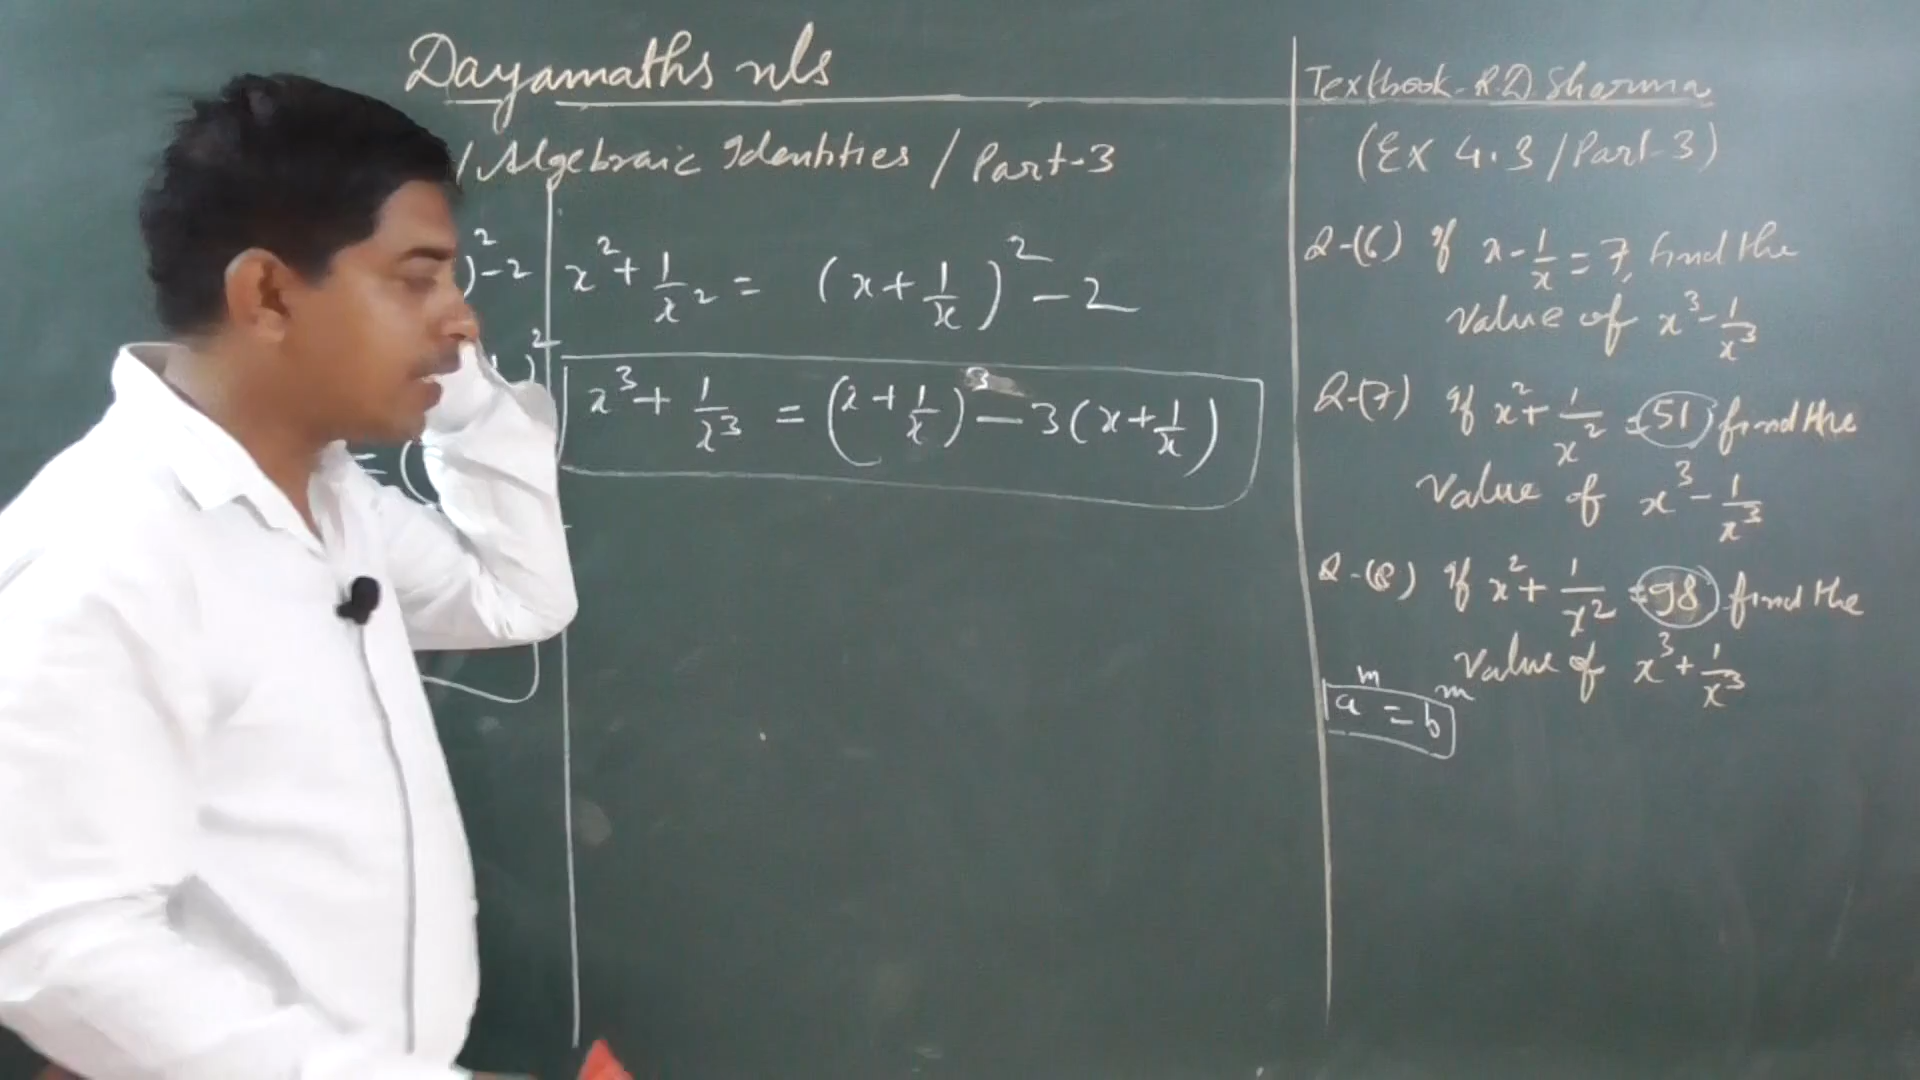 Dayamaths nls
/ Algebraic Identities / Part-3
)² - 2
)²
= (
x² + 1/x² = (x + 1/x)² - 2
x³ + 1/x³ = (x + 1/x)³ - 3(x + 1/x)
Textbook - R.D Sharma
(Ex 4.3 / Part-3)
Q-(6) If x - 1/x = 7, find the
Value of x³ - 1/x³
Q-(7) If x² + 1/x² = 51, find the
Value of x³ - 1/x³
Q-(8) If x² + 1/x² = 98, find the
Value of x³ + 1/x³
aᵐ = bᵐ